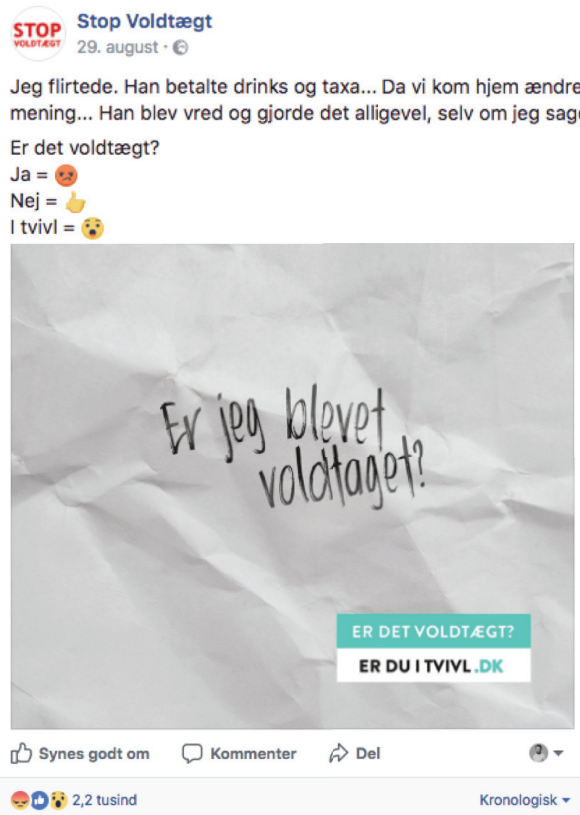 STOP
VOLDTÆGT
Stop Voldtægt
29. august ·
Jeg flirtede. Han betalte drinks og taxa... Da vi kom hjem ændre
mening... Han blev vred og gjorde det alligevel, selv om jeg sag
Er det voldtægt?
Ja = 😡
Nej = 👍
I tvivl = 😮
Er jeg blevet
voldtaget?
ER DET VOLDTÆGT?
ER DU I TVIVL.DK
Synes godt om
Kommenter
Del
2,2 tusind
Kronologisk